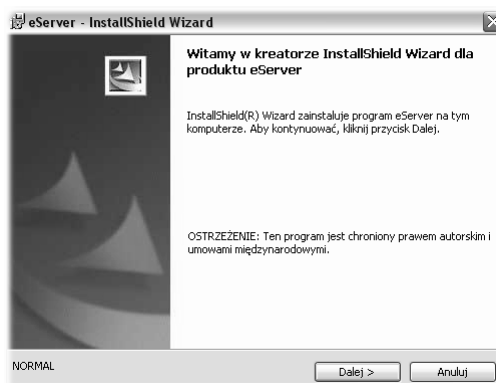 eServer - InstallShield Wizard
Witamy w kreatorze InstallShield Wizard dla
produktu eServer
InstallShield(R) Wizard zainstaluje program eServer na tym
komputerze. Aby kontynuować, kliknij przycisk Dalej.
OSTRZEŻENIE: Ten program jest chroniony prawem autorskim i
umowami międzynarodowymi.
NORMAL
Dalej >
Anuluj